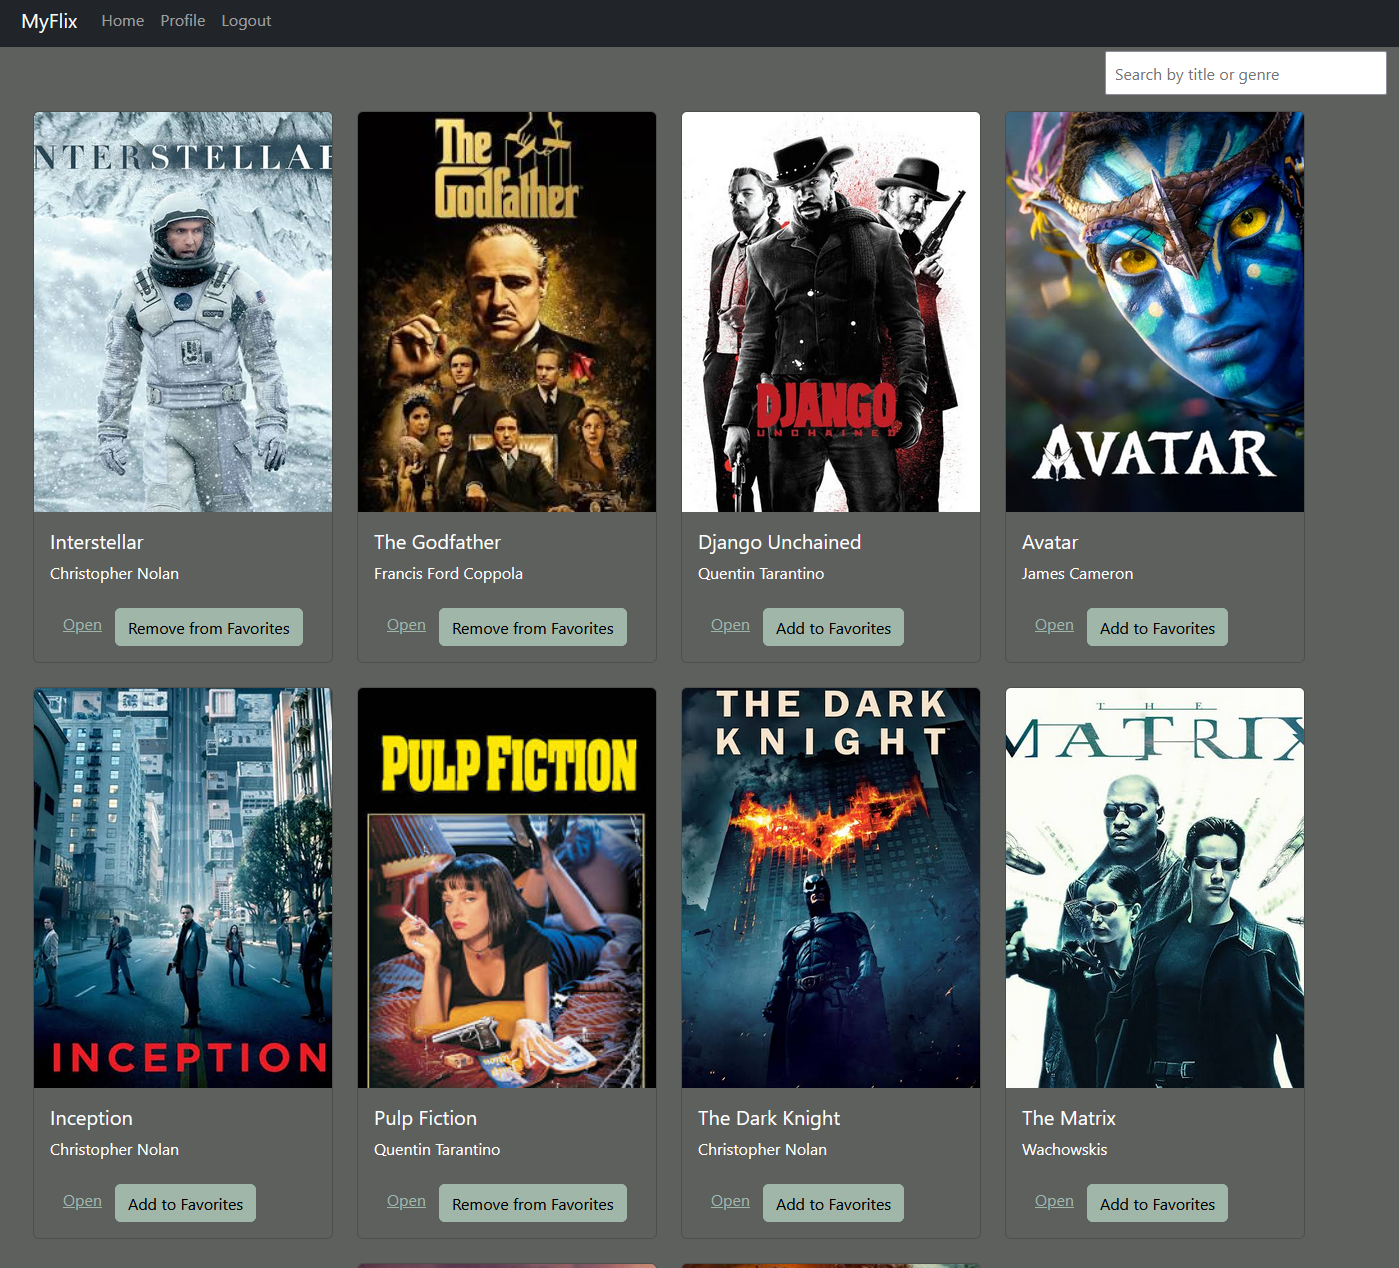 MyFlix Home Profile Logout
Search by title or genre
NTERSTELLAR
The
Godfather
DJANGO
UNCHAINED
AVATAR
Interstellar
Christopher Nolan
Open Remove from Favorites
The Godfather
Francis Ford Coppola
Open Remove from Favorites
Django Unchained
Quentin Tarantino
Open Add to Favorites
Avatar
James Cameron
Open Add to Favorites
INCEPTION
PULP FICTION
THE DARK
KNIGHT
THE
MATRIX
Inception
Christopher Nolan
Open Add to Favorites
Pulp Fiction
Quentin Tarantino
Open Remove from Favorites
The Dark Knight
Christopher Nolan
Open Add to Favorites
The Matrix
Wachowskis
Open Add to Favorites